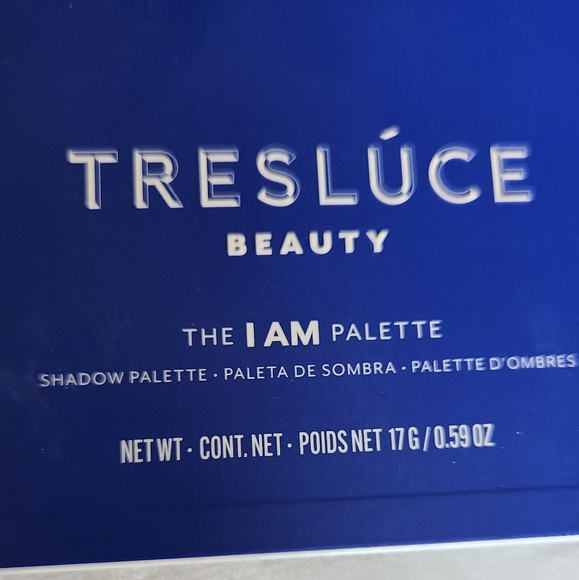 TRESLÚCE
BEAUTY
THE I AM PALETTE
SHADOW PALETTE · PALETA DE SOMBRA · PALETTE D'OMBRES
NET WT · CONT. NET · POIDS NET 17 G / 0.59 OZ